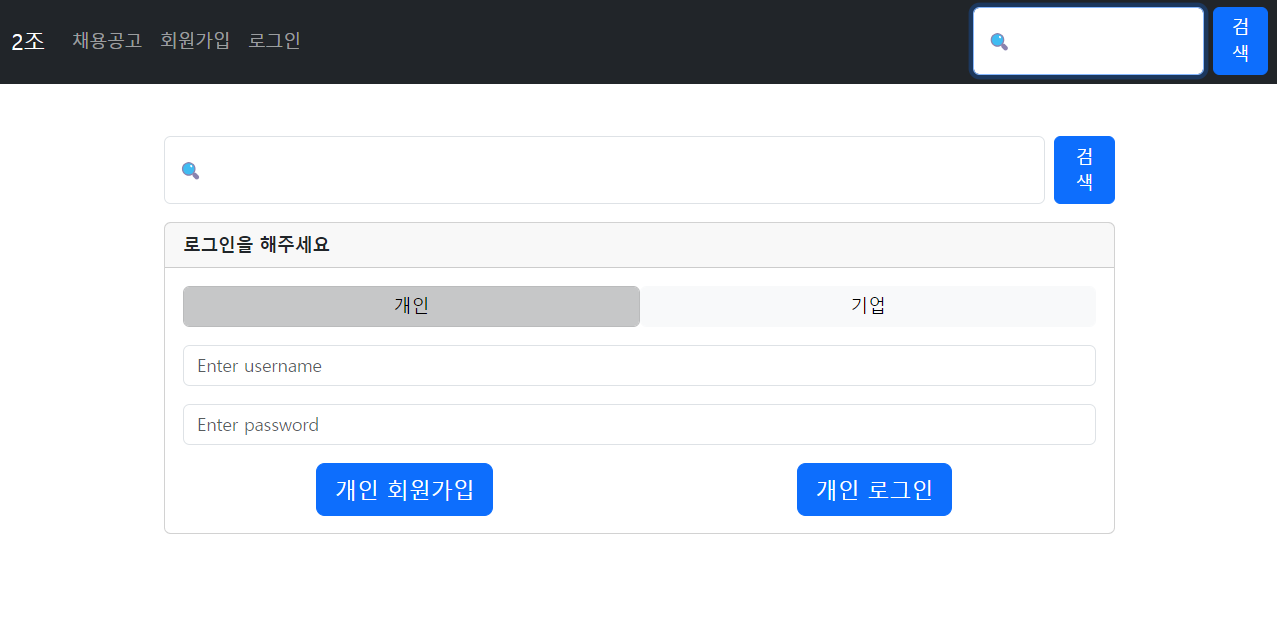 2조 채용공고 회원가입 로그인 🔍 검
색
🔍 검
색
로그인을 해주세요
개인 기업
Enter username
Enter password
개인 회원가입 개인 로그인